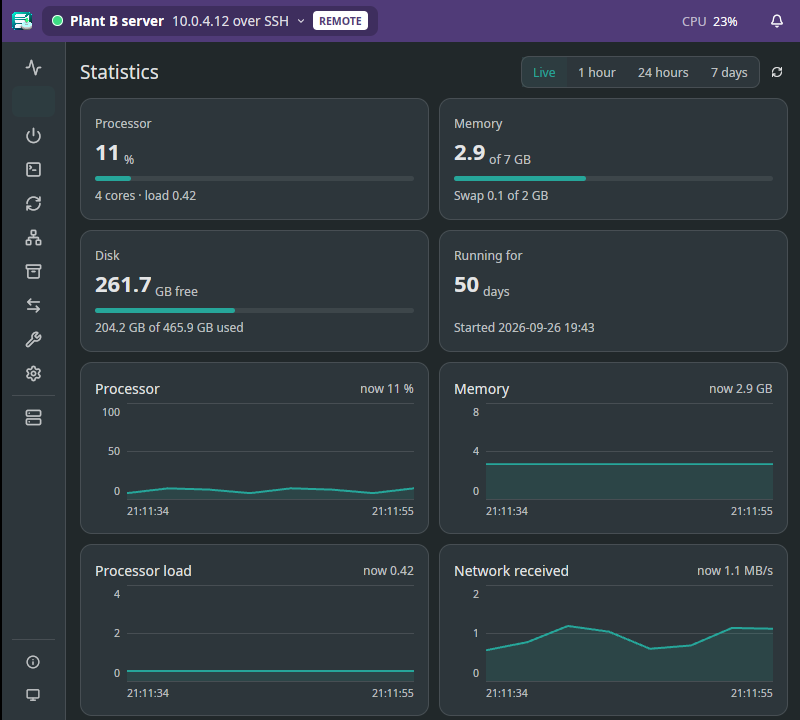 Plant B server 10.0.4.12 over SSH REMOTE CPU 23%
Statistics Live 1 hour 24 hours 7 days
Processor
11 %
4 cores · load 0.42
Memory
2.9 of 7 GB
Swap 0.1 of 2 GB
Disk
261.7 GB free
204.2 GB of 465.9 GB used
Running for
50 days
Started 2026-09-26 19:43
Processor now 11 %
100
50
0
21:11:34 21:11:55
Memory now 2.9 GB
8
4
0
21:11:34 21:11:55
Processor load now 0.42
4
2
0
21:11:34 21:11:55
Network received now 1.1 MB/s
2
1
0
21:11:34 21:11:55